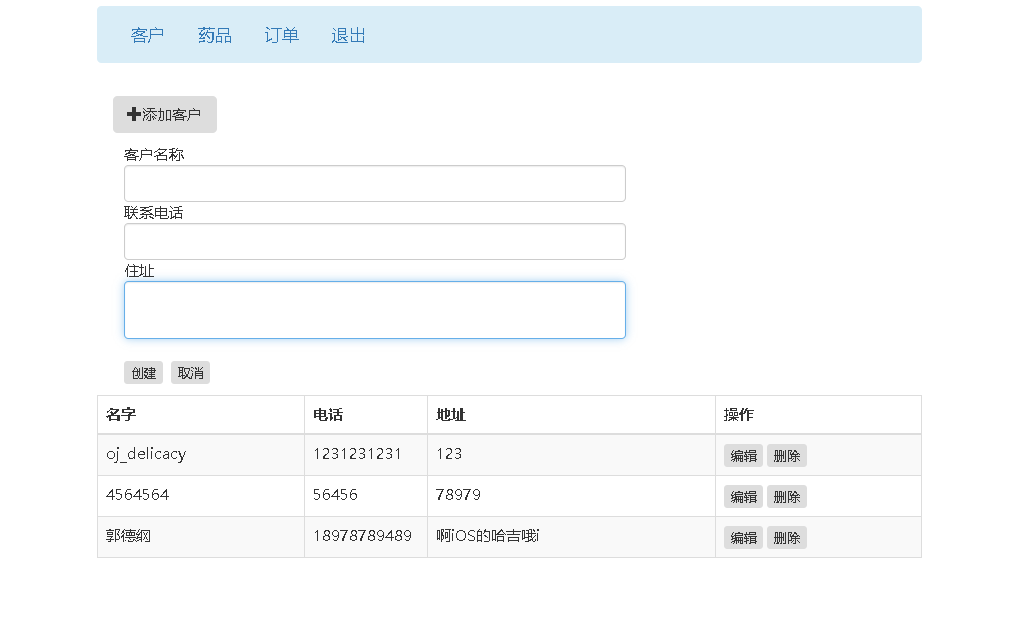 客户 药品 订单 退出
添加客户
客户名称
联系电话
住址
创建 取消
名字 电话 地址 操作
oj_delicacy 1231231231 123 编辑 删除
4564564 56456 78979 编辑 删除
郭德纲 18978789489 啊iOS的哈吉哦i 编辑 删除